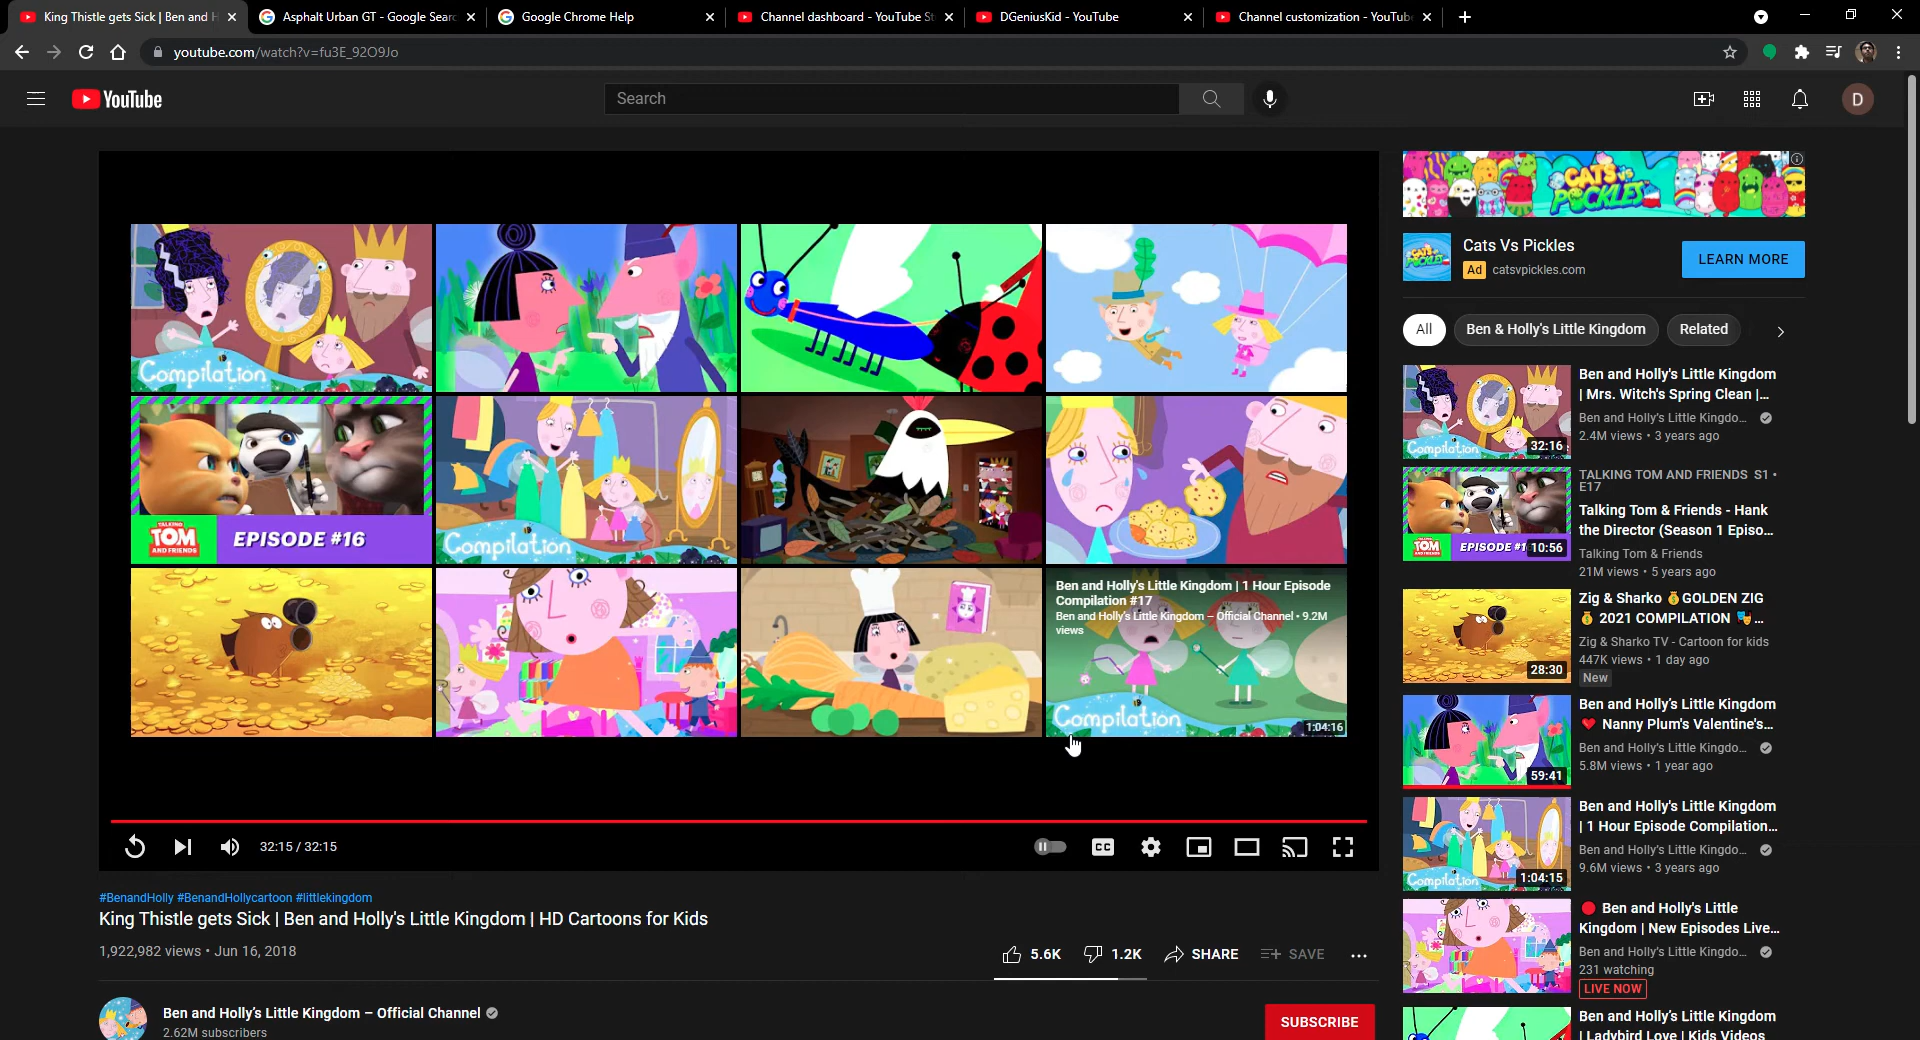 King Thistle gets Sick | Ben and H
Asphalt Urban GT - Google Searc
Google Chrome Help
Channel dashboard - YouTube St
DGeniusKid - YouTube
Channel customization - YouTub
youtube.com/watch?v=fu3E_92O9Jo
YouTube
Search
D
CATS vs PICKLES
Cats Vs Pickles
Ad catsvpickles.com
LEARN MORE
All
Ben & Holly's Little Kingdom
Related
Compilation
TALKING TOM AND FRIENDS
EPISODE #16
Compilation
Ben and Holly's Little Kingdom | 1 Hour Episode
Compilation #17
Ben and Holly's Little Kingdom – Official Channel • 9.2M
views
Compilation
1:04:16
32:15 / 32:15
CC
#BenandHolly #BenandHollycartoon #littlekingdom
King Thistle gets Sick | Ben and Holly's Little Kingdom | HD Cartoons for Kids
1,922,982 views • Jun 16, 2018
5.6K
1.2K
SHARE
SAVE
Ben and Holly's Little Kingdom – Official Channel
2.62M subscribers
SUBSCRIBE
Compilation
32:16
Ben and Holly's Little Kingdom
| Mrs. Witch's Spring Clean |...
Ben and Holly's Little Kingdo...
2.4M views • 3 years ago
TOM
EPISODE #1
10:56
TALKING TOM AND FRIENDS S1 •
E17
Talking Tom & Friends - Hank
the Director (Season 1 Episo...
Talking Tom & Friends
21M views • 5 years ago
28:30
Zig & Sharko 💰GOLDEN ZIG
💰 2021 COMPILATION 🎭...
Zig & Sharko TV - Cartoon for kids
447K views • 1 day ago
New
59:41
Ben and Holly's Little Kingdom
❤️ Nanny Plum's Valentine's...
Ben and Holly's Little Kingdo...
5.8M views • 1 year ago
Compilation
1:04:15
Ben and Holly's Little Kingdom
| 1 Hour Episode Compilation...
Ben and Holly's Little Kingdo...
9.6M views • 3 years ago
🔴 Ben and Holly's Little
Kingdom | New Episodes Live...
Ben and Holly's Little Kingdo...
231 watching
LIVE NOW
Ben and Holly's Little Kingdom
| Ladybird Love | Kids Videos